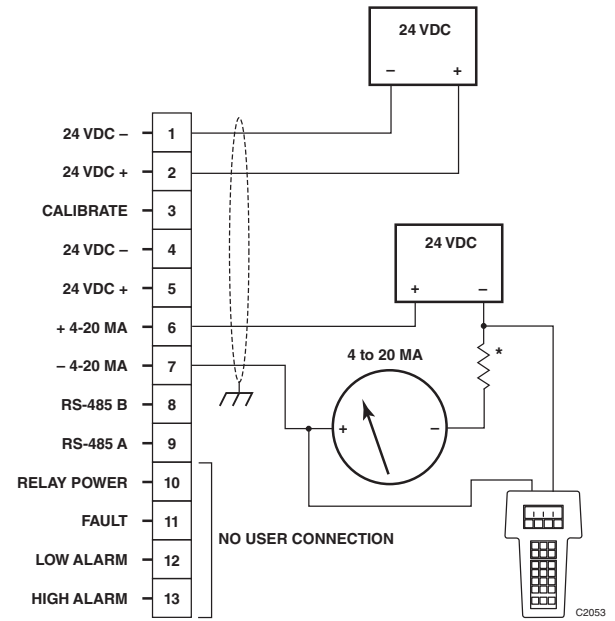 24 VDC
– +
24 VDC – 1
24 VDC + 2
CALIBRATE 3
24 VDC – 4
24 VDC + 5
+ 4-20 MA 6
– 4-20 MA 7
RS-485 B 8
RS-485 A 9
RELAY POWER 10
FAULT 11
LOW ALARM 12
HIGH ALARM 13
24 VDC
+ –
4 to 20 MA
*
+ –
NO USER CONNECTION
C2053